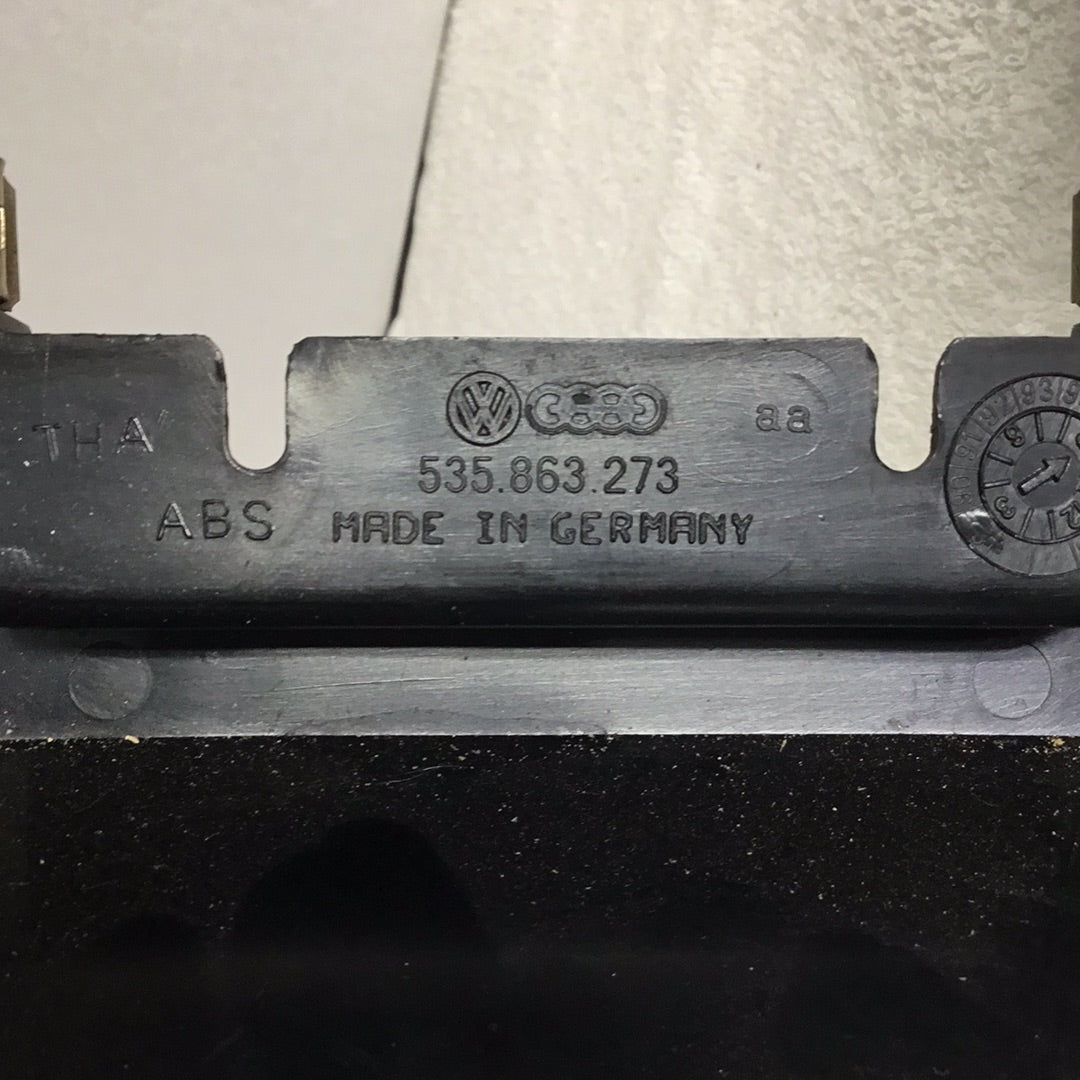 THA
aa
535.863.273
ABS
MADE IN GERMANY